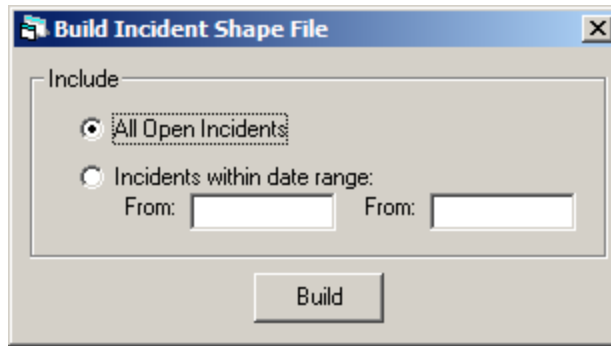 Build Incident Shape File
Include
All Open Incidents
Incidents within date range:
From: From:
Build